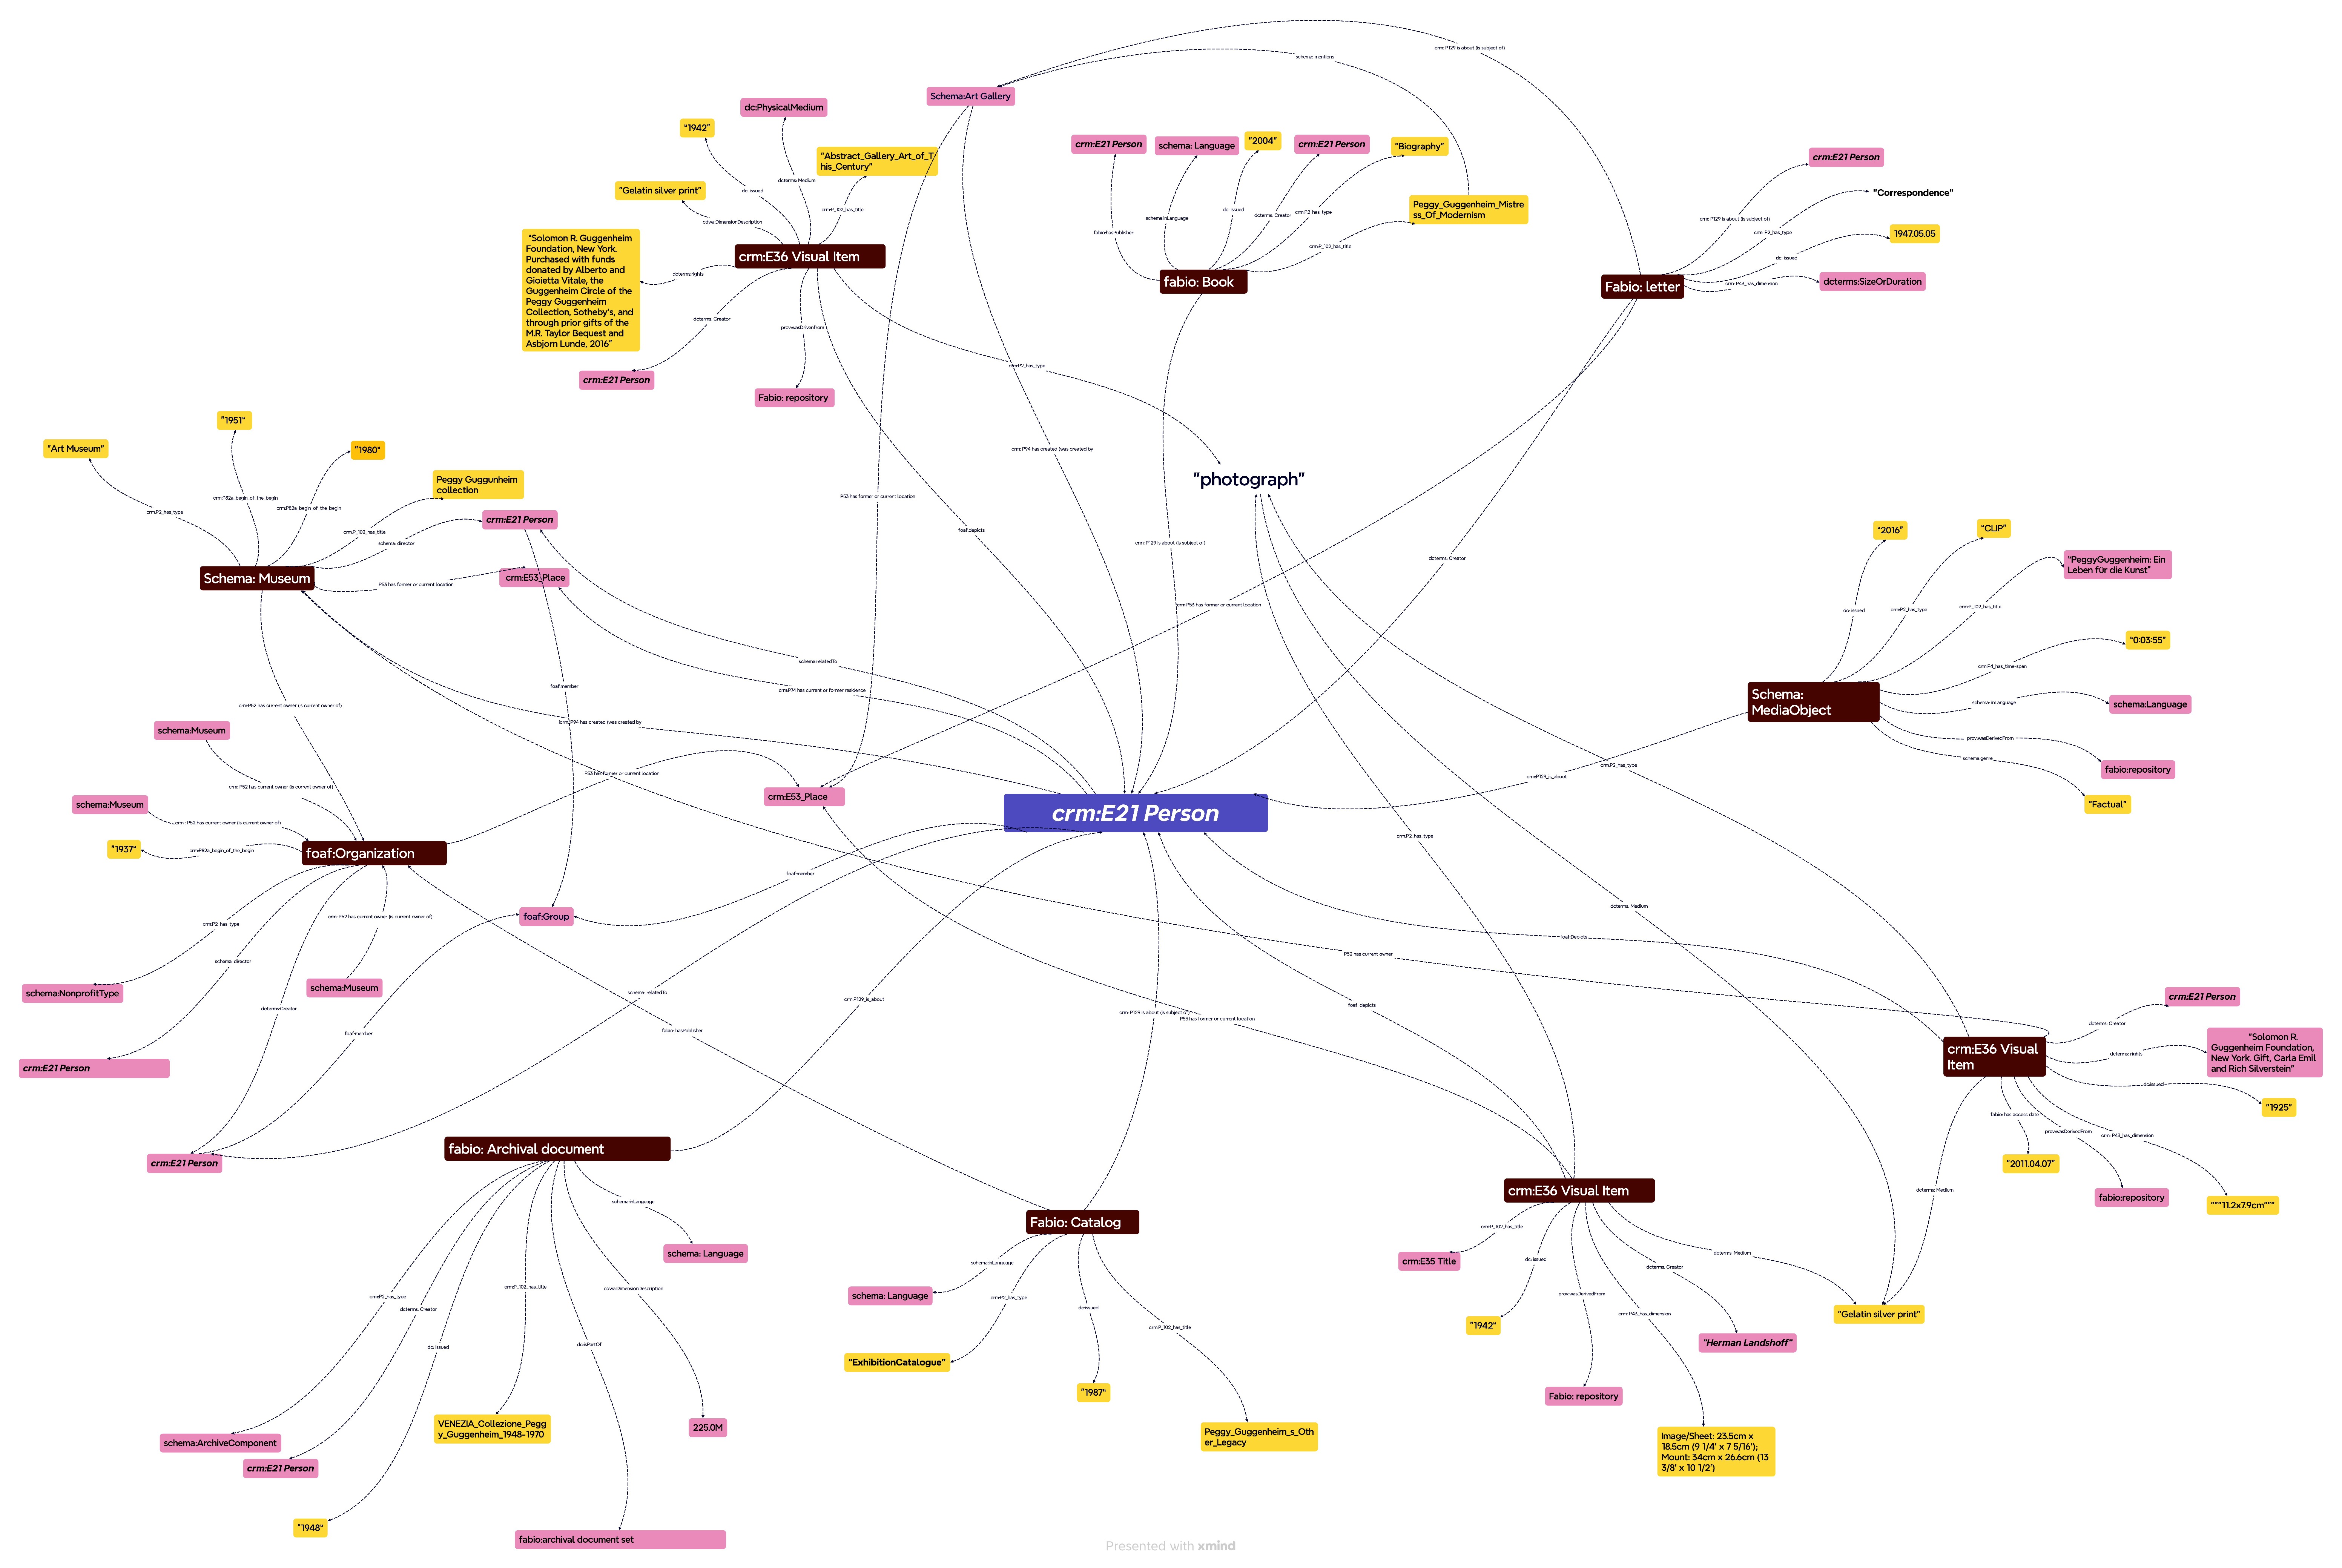 crm: P129 is about (is subject of)
schema: mentions
Schema:Art Gallery
dc:PhysicalMedium
"1942"
"Abstract_Gallery_Art_of_T
his_Century"
"Gelatin silver print"
dc: issued
dcterms: Medium
crm:P_102_has_title
cdwa:DimensionDescription
"Solomon R. Guggenheim
Foundation, New York.
Purchased with funds
donated by Alberto and
Gioietta Vitale, the
Guggenheim Circle of the
Peggy Guggenheim
Collection, Sotheby's, and
through prior gifts of the
M.R. Taylor Bequest and
Asbjorn Lunde, 2016"
crm:E36 Visual Item
dcterms:rights
dcterms: Creator
prov:wasDrivenfrom
crm:E21 Person
Fabio: repository
crm:P2_has_type
crm:E21 Person
schema: Language
"2004"
crm:E21 Person
"Biography"
Peggy_Guggenheim_Mistre
ss_Of_Modernism
schema:inLanguage
dc: issued
dcterms: Creator
crm:P2_has_type
fabio:hasPublisher
crm:P_102_has_title
fabio: Book
crm:E21 Person
"Correspondence"
crm: P129 is about (is subject of)
crm: P2_has_type
1947.05.05
dc: issued
dcterms:SizeOrDuration
crm: P43_has_dimension
Fabio: letter
"1951"
"Art Museum"
"1980"
Peggy Guggunheim
collection
crm:P82a_begin_of_the_begin
crm:P82a_begin_of_the_begin
crm:P2_has_type
crm:P_102_has_title
crm:E21 Person
schema: director
Schema: Museum
P53 has former or current location
crm:E53_Place
crm: P94 has created (was created by
"photograph"
P53 has former or current location
foaf:depicts
crm: P129 is about (is subject of)
dcterms: Creator
crm:P53 has former or current location
"2016"
"CLIP"
"PeggyGuggenheim: Ein
Leben für die Kunst"
dc: issued
crm:P2_has_type
crm:P_102_has_title
"0:03:55"
crm:P4_has_time-span
Schema:
MediaObject
schema: inLanguage
schema:Language
prov:wasDerivedFrom
fabio:repository
schema:genre
"Factual"
crm:P129_is_about
crm:P2_has_type
schema:relatedTo
foaf:member
crm:P74 has current or former residence
crm:P52 has current owner (is current owner of)
(crm:P94 has created (was created by
schema:Museum
P53 has former or current location
crm: P52 has current owner (is current owner of)
crm:E53_Place
crm:E21 Person
schema:Museum
crm : P52 has current owner (is current owner of)
"1937"
crm:P82a_begin_of_the_begin
foaf:Organization
crm:P2_has_type
foaf:member
foaf:Group
crm: P52 has current owner (is current owner of)
crm:P2_has_type
dcterms: Medium
foaf:Depicts
P52 has current owner
schema: director
schema:NonprofitType
schema:Museum
schema: relatedTo
crm:P129_is_about
dcterms:Creator
foaf:member
fabio: hasPublisher
crm: P129 is about (is subject of)
P53 has former or current location
foaf: depicts
crm:E21 Person
crm:E21 Person
crm:E36 Visual
Item
crm:E21 Person
dcterms: Creator
"Solomon R.
Guggenheim Foundation,
New York. Gift, Carla Emil
and Rich Silverstein"
dcterms: rights
dc:issued
"1925"
fabio: has access date
prov:wasDerivedFrom
crm: P43_has_dimension
"2011.04.07"
fabio:repository
"""11.2x7.9cm"""
dcterms: Medium
fabio: Archival document
schema:inLanguage
schema: Language
crm:P2_has_type
dcterms: Creator
dc: issued
crm:P_102_has_title
cdwa:DimensionDescription
dc:isPartOf
VENEZIA_Collezione_Pegg
y_Guggenheim_1948-1970
225.0M
schema:ArchiveComponent
crm:E21 Person
"1948"
fabio:archival document set
Fabio: Catalog
schema:inLanguage
schema: Language
crm:P2_has_type
dc:issued
crm:P_102_has_title
"ExhibitionCatalogue"
"1987"
Peggy_Guggenheim_s_Oth
er_Legacy
crm:E36 Visual Item
crm:P_102_has_title
crm:E35 Title
dc: issued
"1942"
prov:wasDerivedFrom
Fabio: repository
crm: P43_has_dimension
dcterms: Creator
dcterms: Medium
"Gelatin silver print"
"Herman Landshoff"
Image/Sheet: 23.5cm x
18.5cm (9 1/4' x 7 5/16');
Mount: 34cm x 26.6cm (13
3/8' x 10 1/2')
Presented with xmind